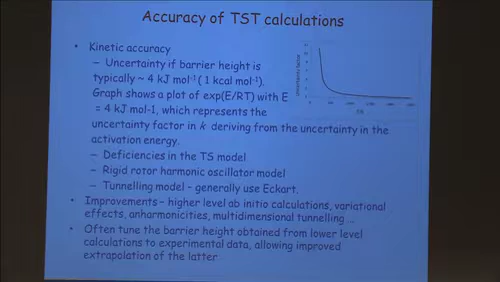 Accuracy of TST calculations
• Kinetic accuracy
– Uncertainty if barrier height is
typically ~ 4 kJ mol-1 ( 1 kcal mol-1).
Graph shows a plot of exp(E/RT) with E
= 4 kJ mol-1, which represents the
uncertainty factor in k deriving from the uncertainty in the
activation energy.
– Deficiencies in the TS model
– Rigid rotor harmonic oscillator model
– Tunnelling model – generally use Eckart.
• Improvements – higher level ab initio calculations, variational
effects, anharmonicities, multidimensional tunnelling ...
• Often tune the barrier height obtained from lower level
calculations to experimental data, allowing improved
extrapolation of the latter
uncertainty factor